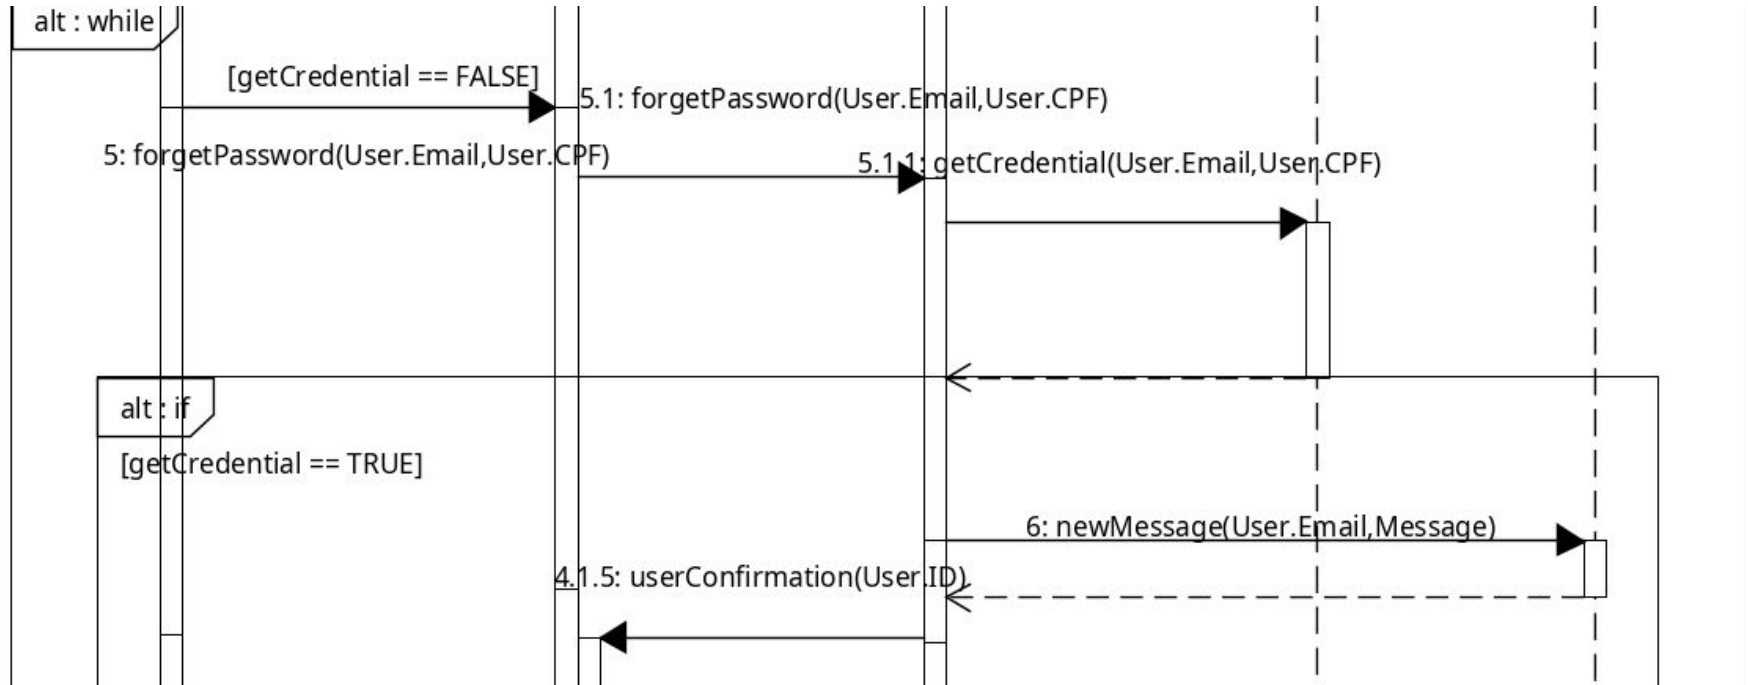 alt : while
[getCredential == FALSE]
5.1: forgetPassword(User.Email,User.CPF)
5: forgetPassword(User.Email,User.CPF)
5.1.1: getCredential(User.Email,User.CPF)
alt : if
[getCredential == TRUE]
6: newMessage(User.Email,Message)
4.1.5: userConfirmation(User.ID)